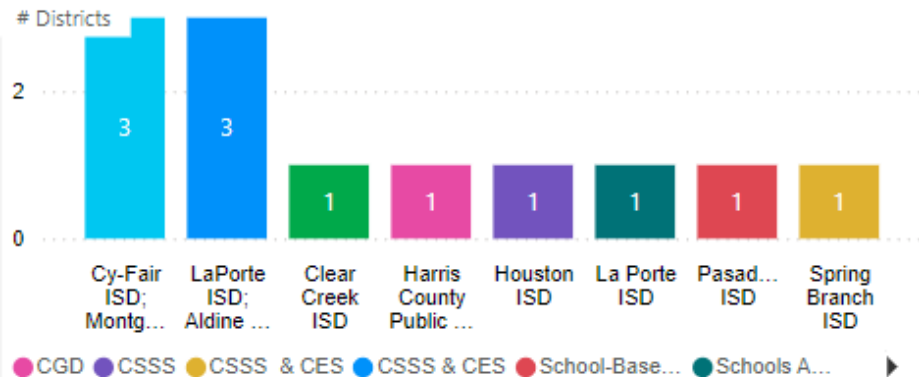 # Districts
2
3
3
1
1
1
1
1
1
0
Cy-Fair ISD; Montg...
LaPorte ISD; Aldine ...
Clear Creek ISD
Harris County Public ...
Houston ISD
La Porte ISD
Pasad... ISD
Spring Branch ISD
CGD CSSS CSSS & CES CSSS & CES School-Base... Schools A...